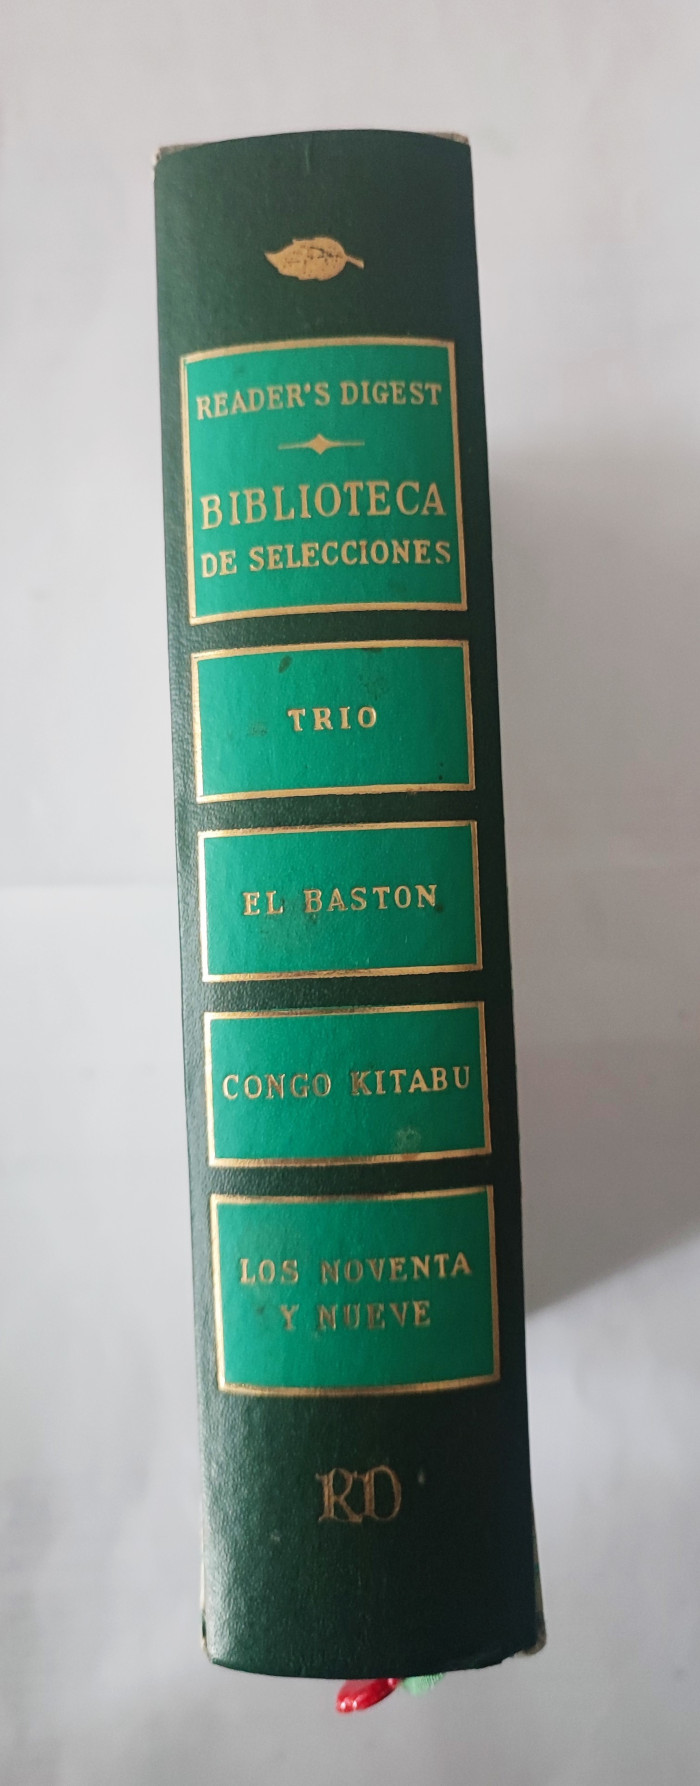 READER'S DIGEST
BIBLIOTECA
DE SELECCIONES
TRIO
EL BASTON
CONGO KITABU
LOS NOVENTA
Y NUEVE
RD